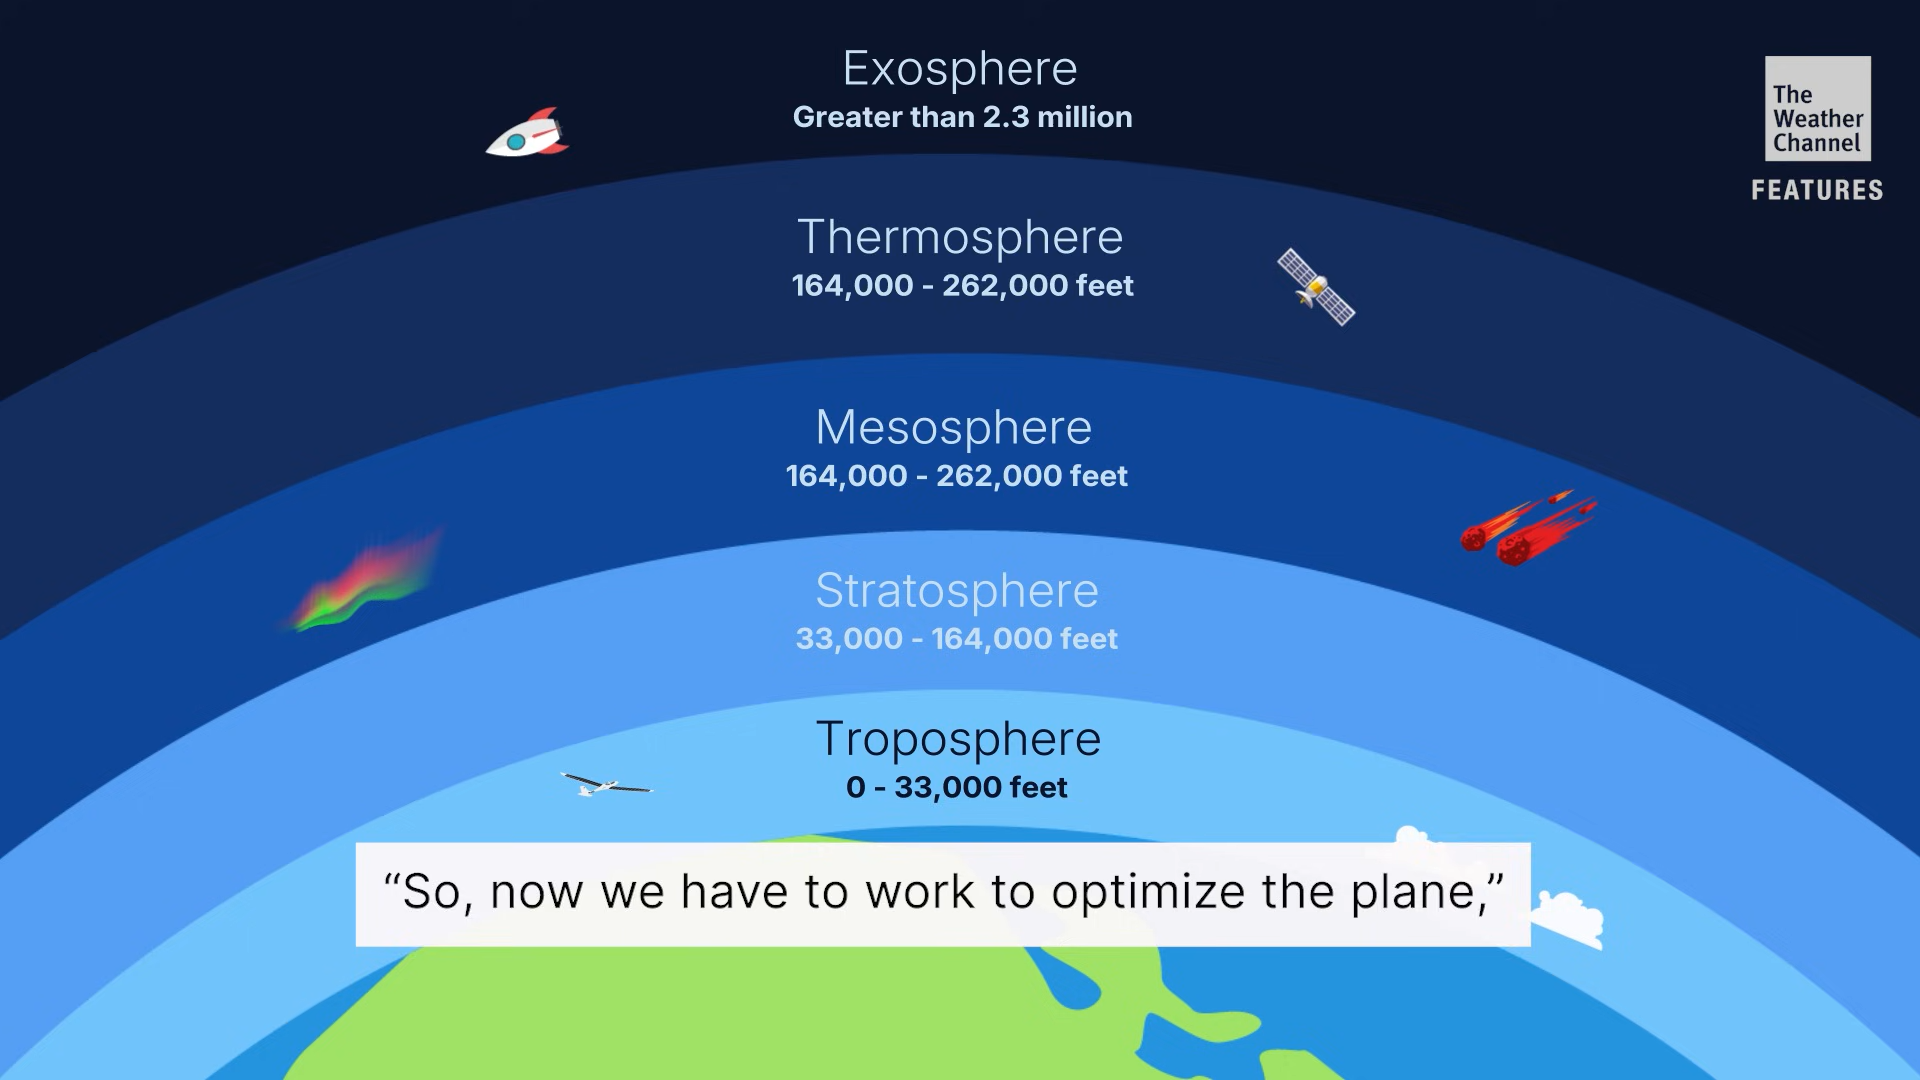 Exosphere
Greater than 2.3 million
The
Weather
Channel
FEATURES
Thermosphere
164,000 - 262,000 feet
Mesosphere
164,000 - 262,000 feet
Stratosphere
33,000 - 164,000 feet
Troposphere
0 - 33,000 feet
“So, now we have to work to optimize the plane,”